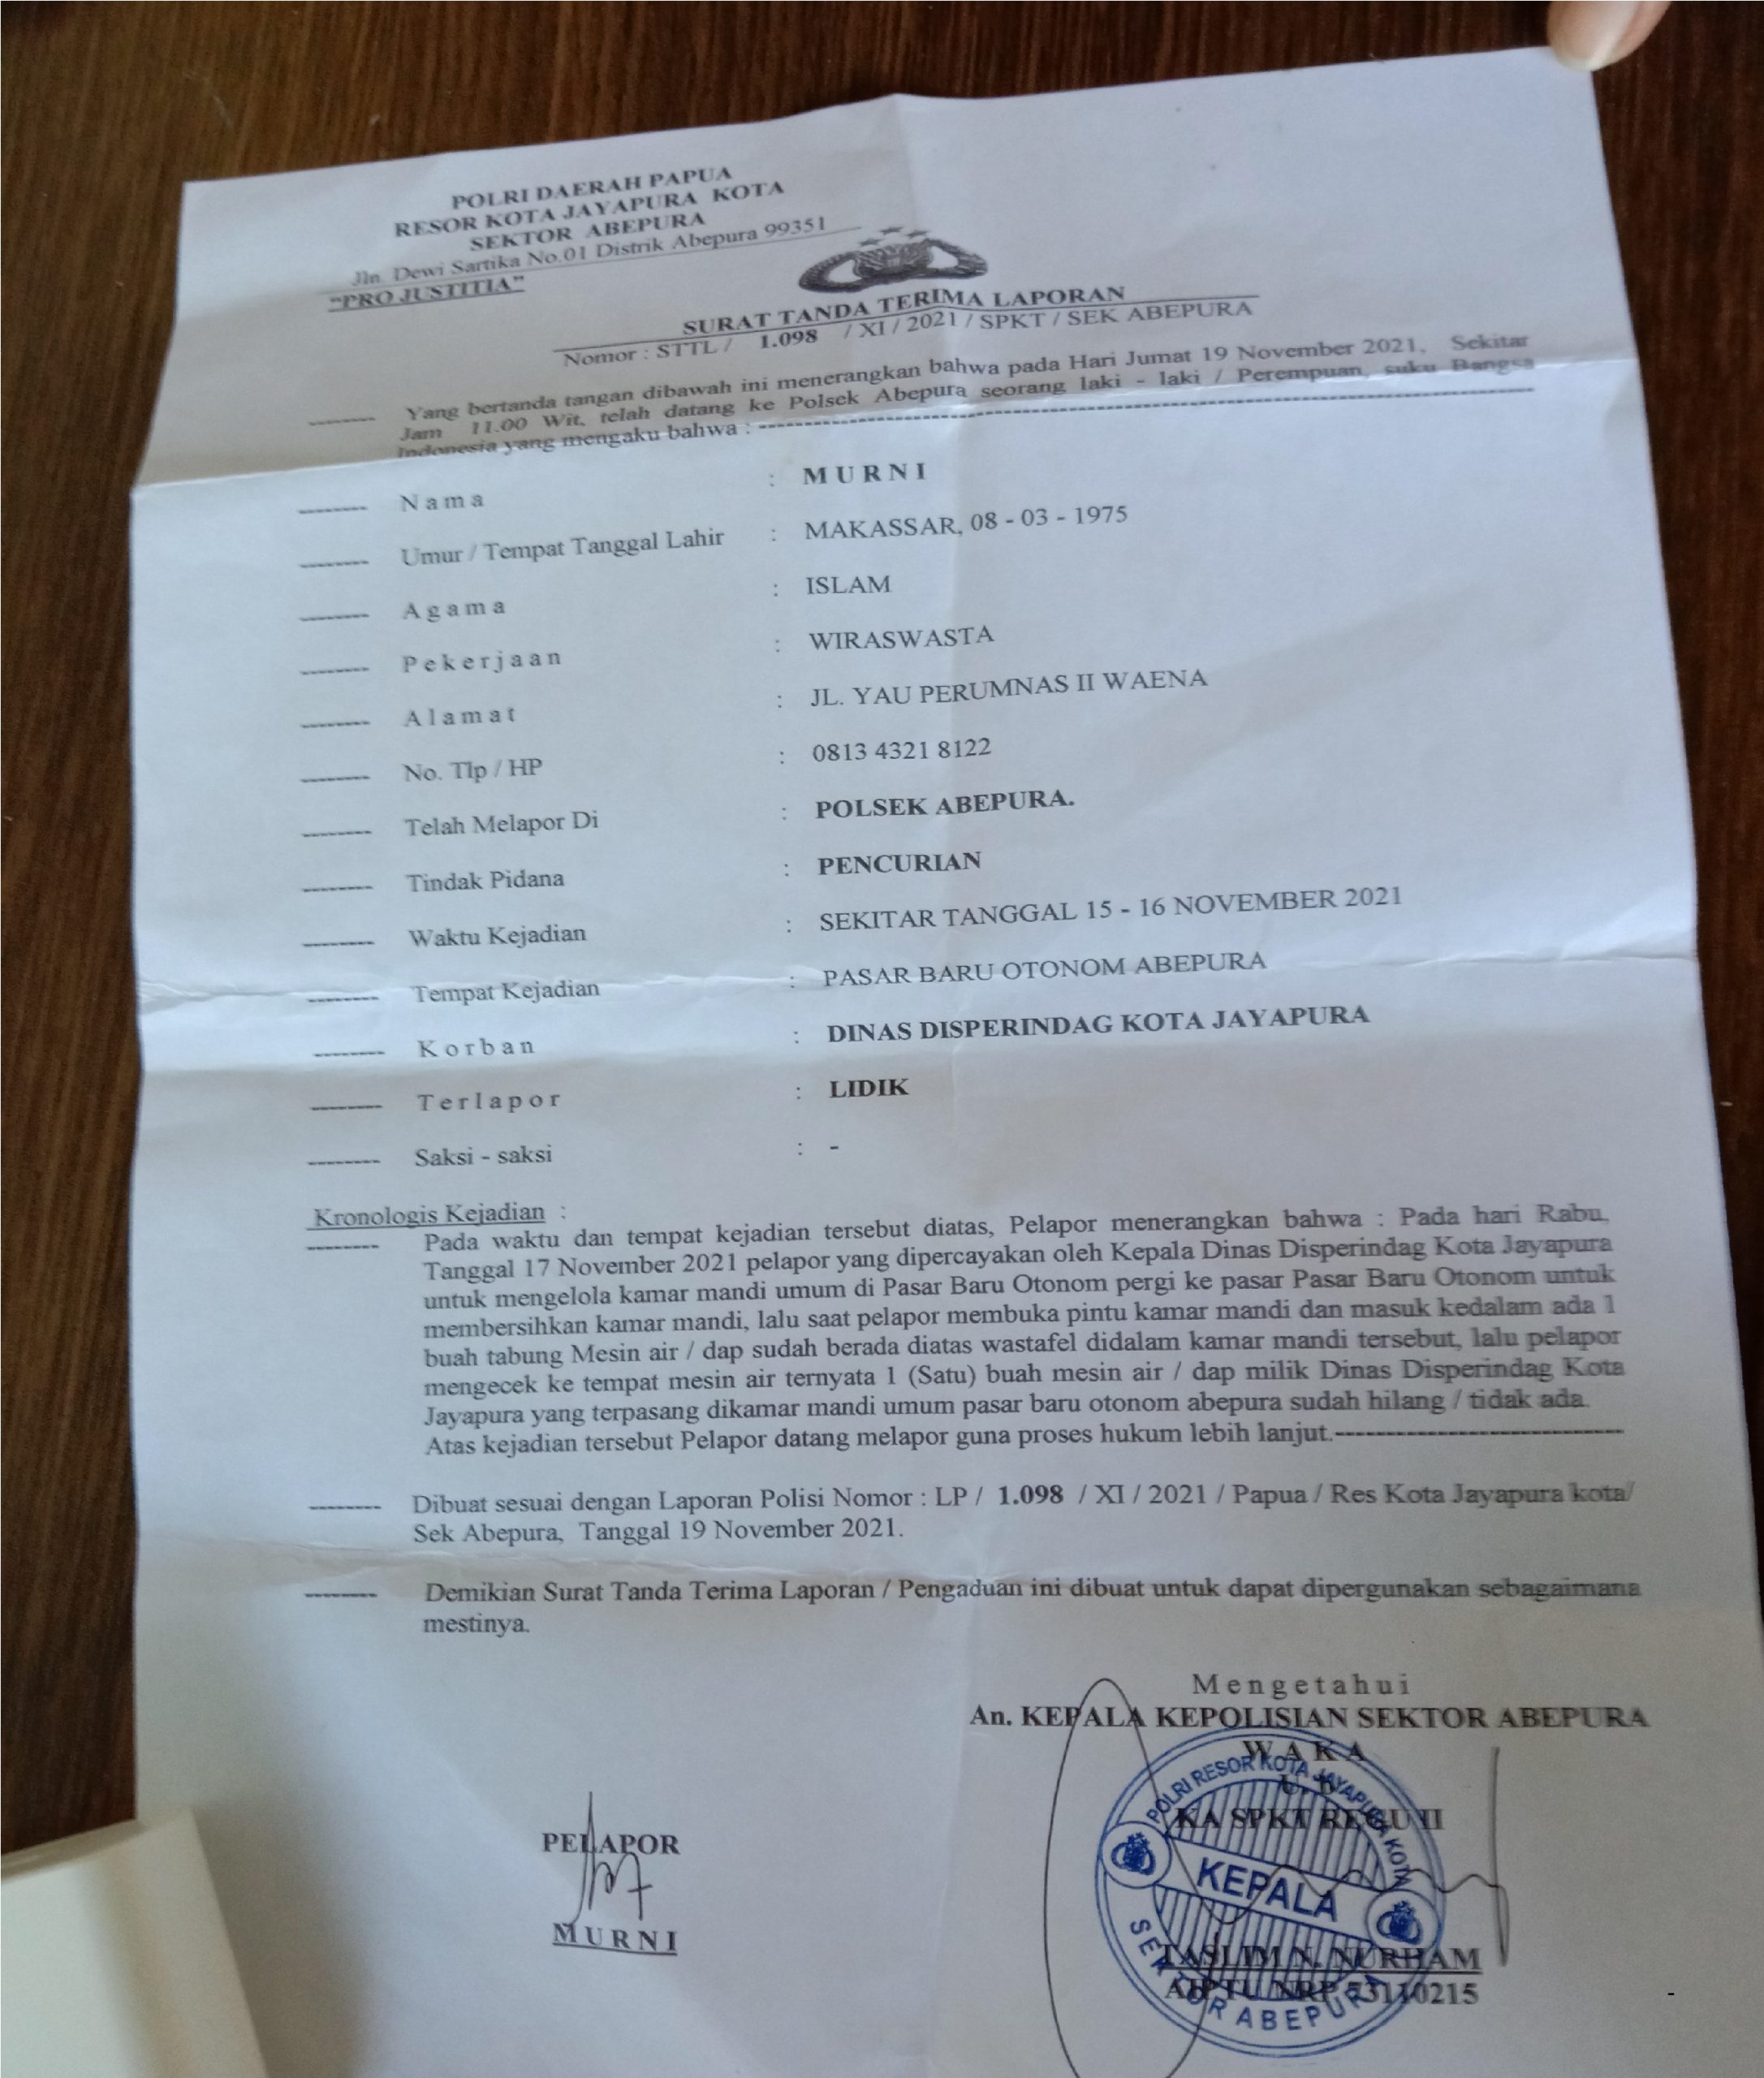 POLRI DAERAH PAPUA
RESOR KOTA JAYAPURA KOTA
SEKTOR ABEPURA
Jln. Dewi Sartika No.01 Distrik Abepura 99351
"PRO JUSTITIA"
SURAT TANDA TERIMA LAPORAN
Nomor : STTL / 1.098 / XI / 2021 / SPKT / SEK ABEPURA
-------- Yang bertanda tangan dibawah ini menerangkan bahwa pada Hari Jumat 19 November 2021, Sekitar
Jam 11.00 Wit, telah datang ke Polsek Abepura seorang laki - laki / Perempuan, suku Bangsa
Indonesia yang mengaku bahwa : --------
-------- Nama : MURNI
-------- Umur / Tempat Tanggal Lahir : MAKASSAR, 08 - 03 - 1975
-------- Agama : ISLAM
-------- Pekerjaan : WIRASWASTA
-------- Alamat : JL. YAU PERUMNAS II WAENA
-------- No. Tlp / HP : 0813 4321 8122
-------- Telah Melapor Di : POLSEK ABEPURA.
-------- Tindak Pidana : PENCURIAN
-------- Waktu Kejadian : SEKITAR TANGGAL 15 - 16 NOVEMBER 2021
-------- Tempat Kejadian : PASAR BARU OTONOM ABEPURA
-------- Korban : DINAS DISPERINDAG KOTA JAYAPURA
-------- Terlapor : LIDIK
-------- Saksi - saksi : -
Kronologis Kejadian :
-------- Pada waktu dan tempat kejadian tersebut diatas, Pelapor menerangkan bahwa : Pada hari Rabu,
Tanggal 17 November 2021 pelapor yang dipercayakan oleh Kepala Dinas Disperindag Kota Jayapura
untuk mengelola kamar mandi umum di Pasar Baru Otonom pergi ke pasar Pasar Baru Otonom untuk
membersihkan kamar mandi, lalu saat pelapor membuka pintu kamar mandi dan masuk kedalam ada 1
buah tabung Mesin air / dap sudah berada diatas wastafel didalam kamar mandi tersebut, lalu pelapor
mengecek ke tempat mesin air ternyata 1 (Satu) buah mesin air / dap milik Dinas Disperindag Kota
Jayapura yang terpasang dikamar mandi umum pasar baru otonom abepura sudah hilang / tidak ada.
Atas kejadian tersebut Pelapor datang melapor guna proses hukum lebih lanjut.--------
-------- Dibuat sesuai dengan Laporan Polisi Nomor : LP / 1.098 / XI / 2021 / Papua / Res Kota Jayapura kota/
Sek Abepura, Tanggal 19 November 2021.
-------- Demikian Surat Tanda Terima Laporan / Pengaduan ini dibuat untuk dapat dipergunakan sebagaimana
mestinya.
Mengetahui
An. KEPALA KEPOLISIAN SEKTOR ABEPURA
WAKA
U.b
KA SPKT REGU II
PELAPOR
MURNI
POLRI RESOR KOTA JAYAPURA KOTA
KEPALA
SEKTOR ABEPURA
TASLIM N. NURHAM
AIPTU NRP 73110215